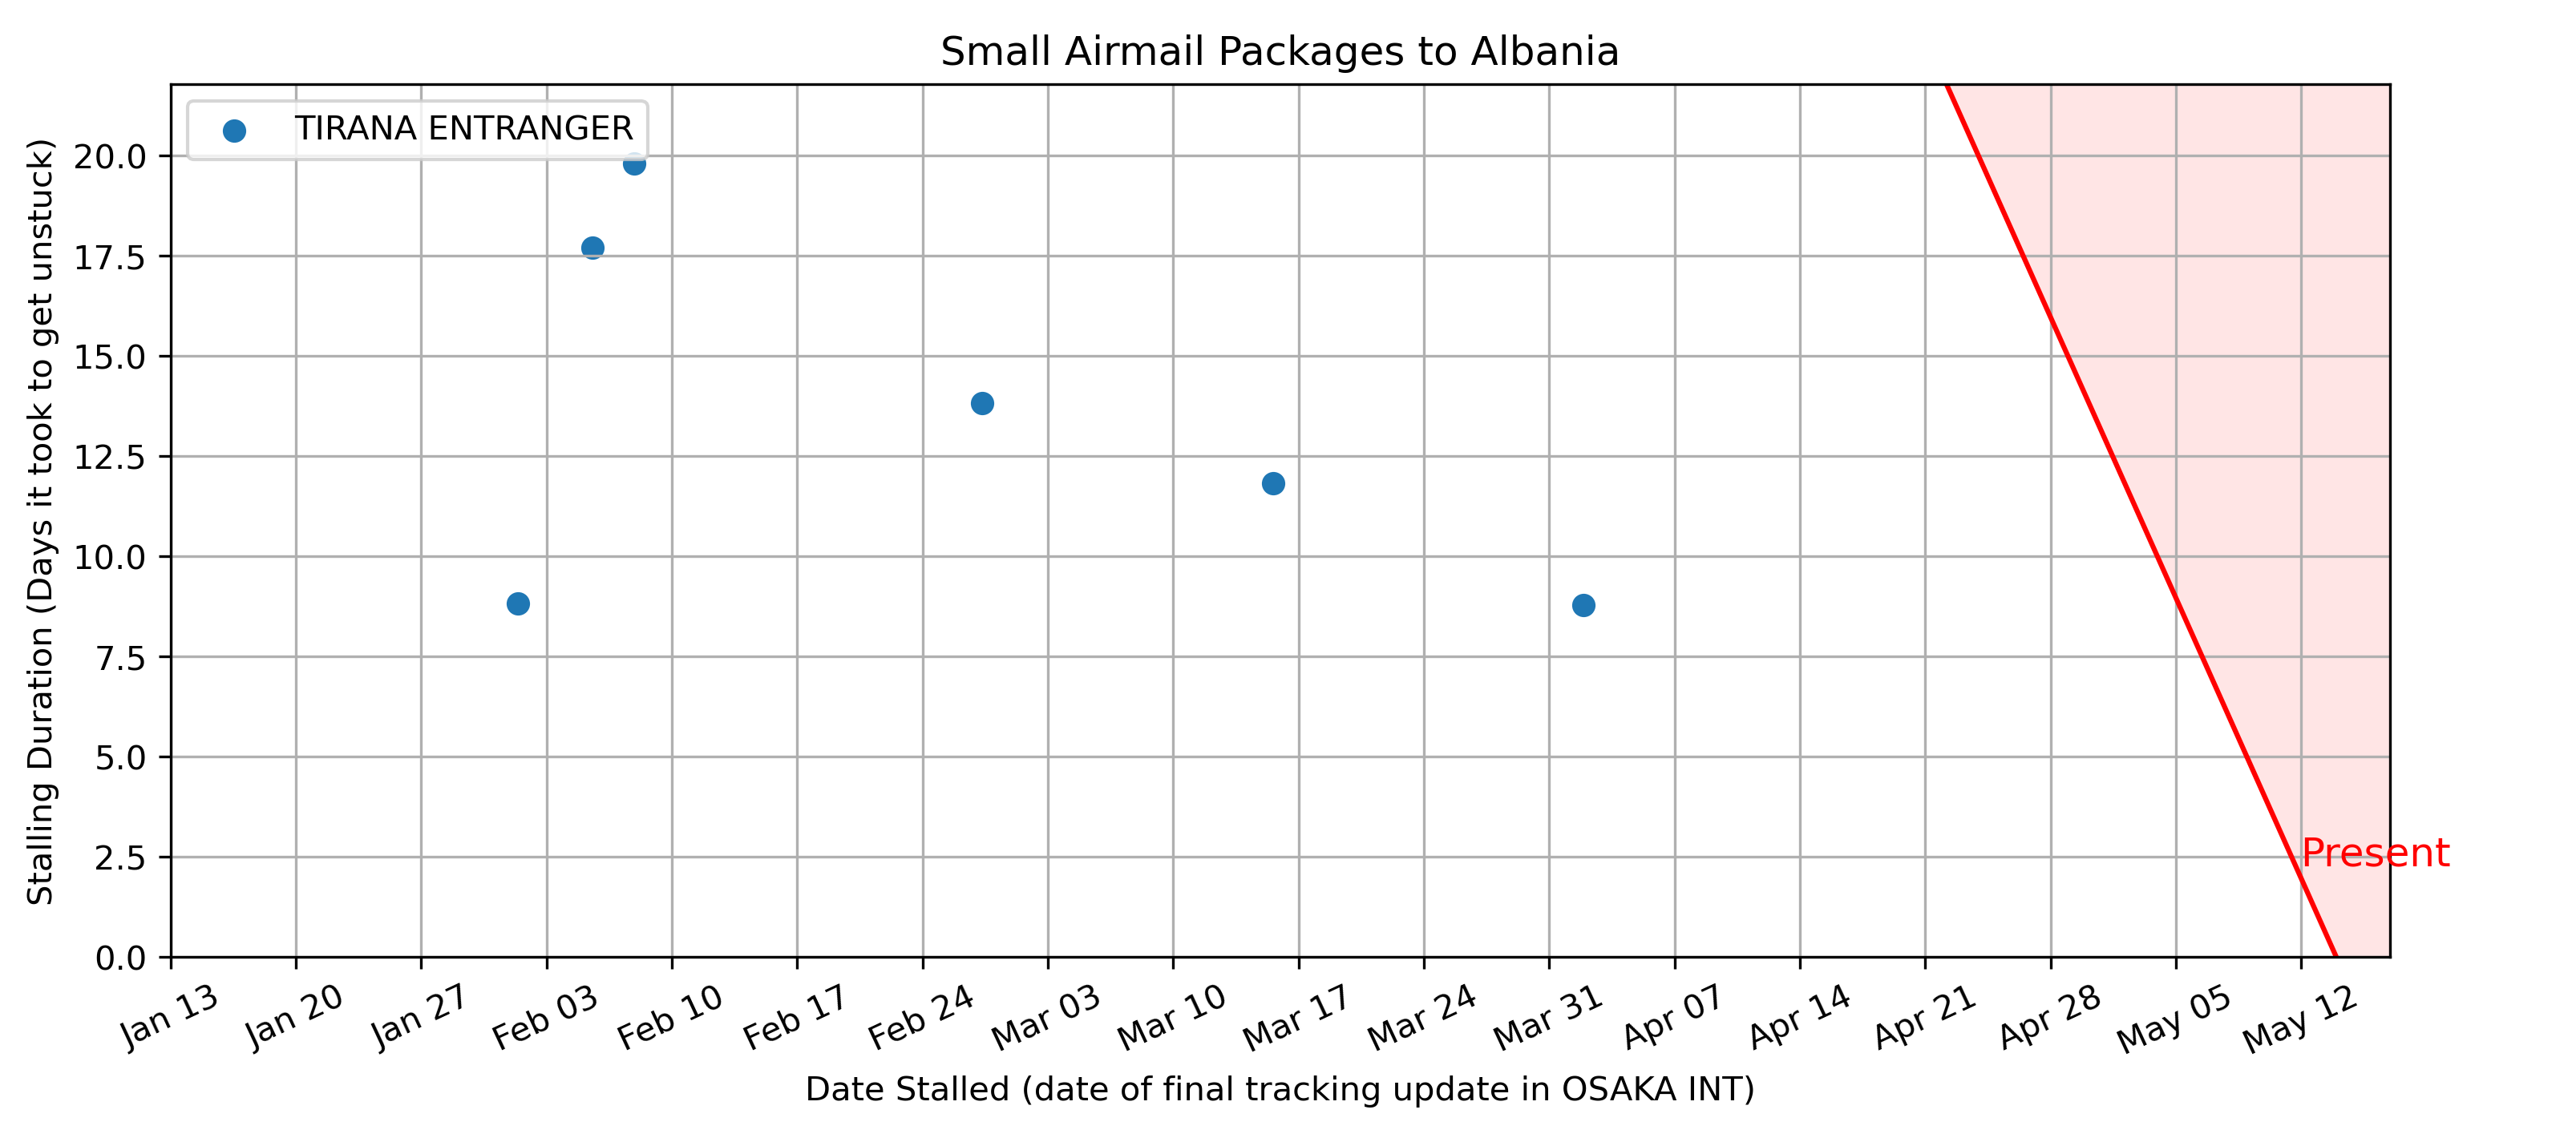 Small Airmail Packages to Albania
TIRANA ENTRANGER
Stalling Duration (Days it took to get unstuck)
20.0
17.5
15.0
12.5
10.0
7.5
5.0
2.5
0.0
Present
Jan 13
Jan 20
Jan 27
Feb 03
Feb 10
Feb 17
Feb 24
Mar 03
Mar 10
Mar 17
Mar 24
Mar 31
Apr 07
Apr 14
Apr 21
Apr 28
May 05
May 12
Date Stalled (date of final tracking update in OSAKA INT)